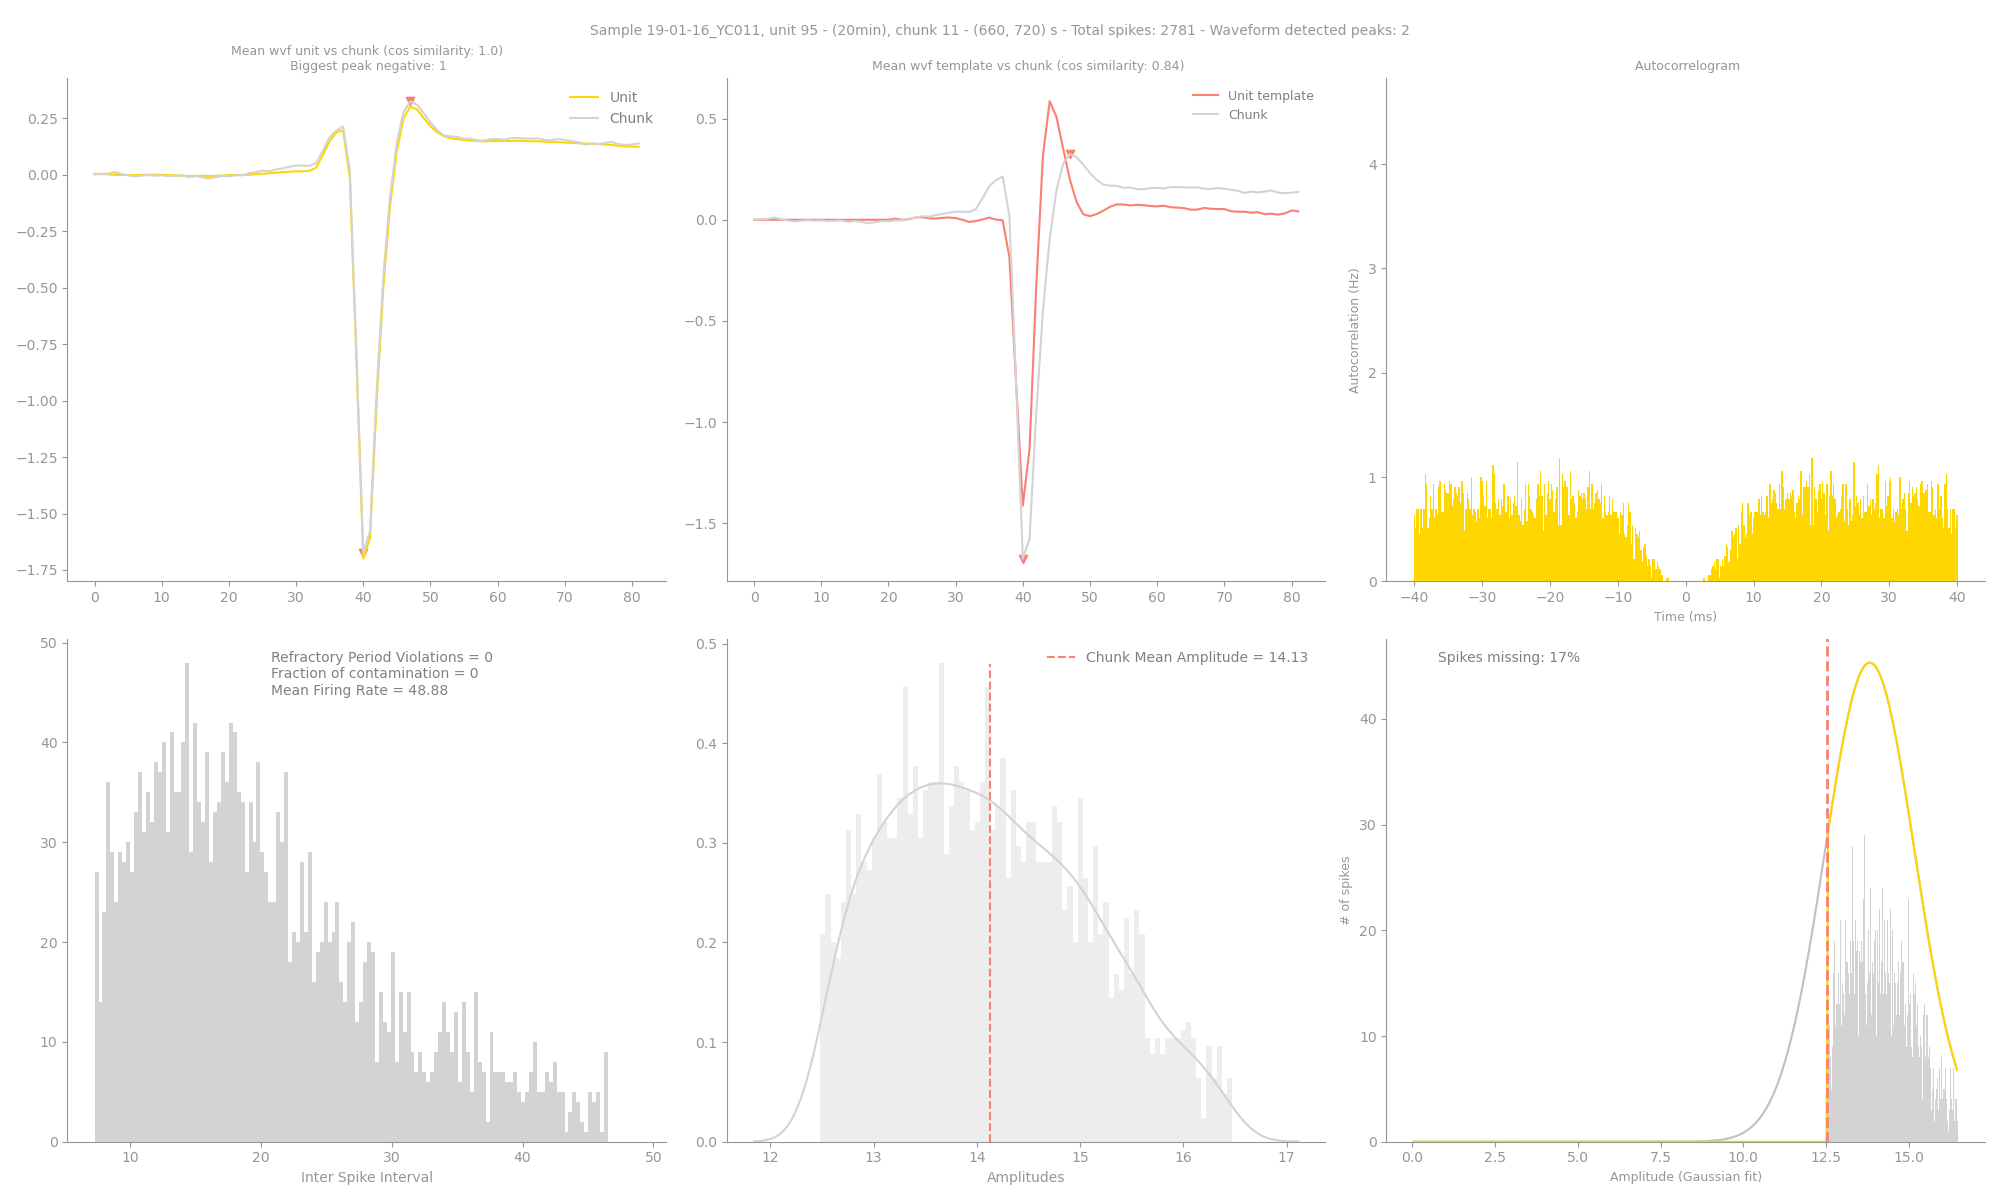 Sample 19-01-16_YC011, unit 95 - (20min), chunk 11 - (660, 720) s - Total spikes: 2781 - Waveform detected peaks: 2
Mean wvf unit vs chunk (cos similarity: 1.0)
Biggest peak negative: 1
Unit
Chunk
0.25
0.00
−0.25
−0.50
−0.75
−1.00
−1.25
−1.50
−1.75
0 10 20 30 40 50 60 70 80
Mean wvf template vs chunk (cos similarity: 0.84)
Unit template
Chunk
0.5
0.0
−0.5
−1.0
−1.5
0 10 20 30 40 50 60 70 80
Autocorrelogram
Autocorrelation (Hz)
4
3
2
1
0
−40 −30 −20 −10 0 10 20 30 40
Time (ms)
Refractory Period Violations = 0
Fraction of contamination = 0
Mean Firing Rate = 48.88
50
40
30
20
10
0
10 20 30 40 50
Inter Spike Interval
Chunk Mean Amplitude = 14.13
0.5
0.4
0.3
0.2
0.1
0.0
12 13 14 15 16 17
Amplitudes
Spikes missing: 17%
# of spikes
40
30
20
10
0
0.0 2.5 5.0 7.5 10.0 12.5 15.0
Amplitude (Gaussian fit)